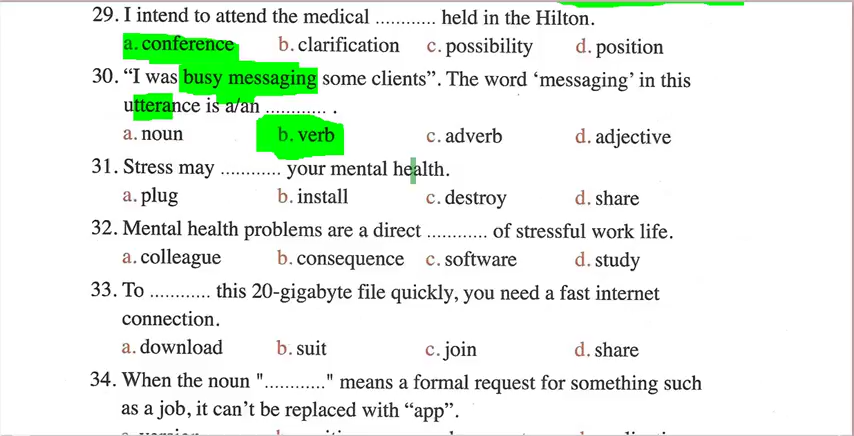 29. I intend to attend the medical ............ held in the Hilton.
a. conference b. clarification c. possibility d. position
30. “I was busy messaging some clients”. The word ‘messaging’ in this
utterance is a/an ............ .
a. noun b. verb c. adverb d. adjective
31. Stress may ............ your mental health.
a. plug b. install c. destroy d. share
32. Mental health problems are a direct ............ of stressful work life.
a. colleague b. consequence c. software d. study
33. To ............ this 20-gigabyte file quickly, you need a fast internet
connection.
a. download b. suit c. join d. share
34. When the noun "............" means a formal request for something such
as a job, it can’t be replaced with “app”.